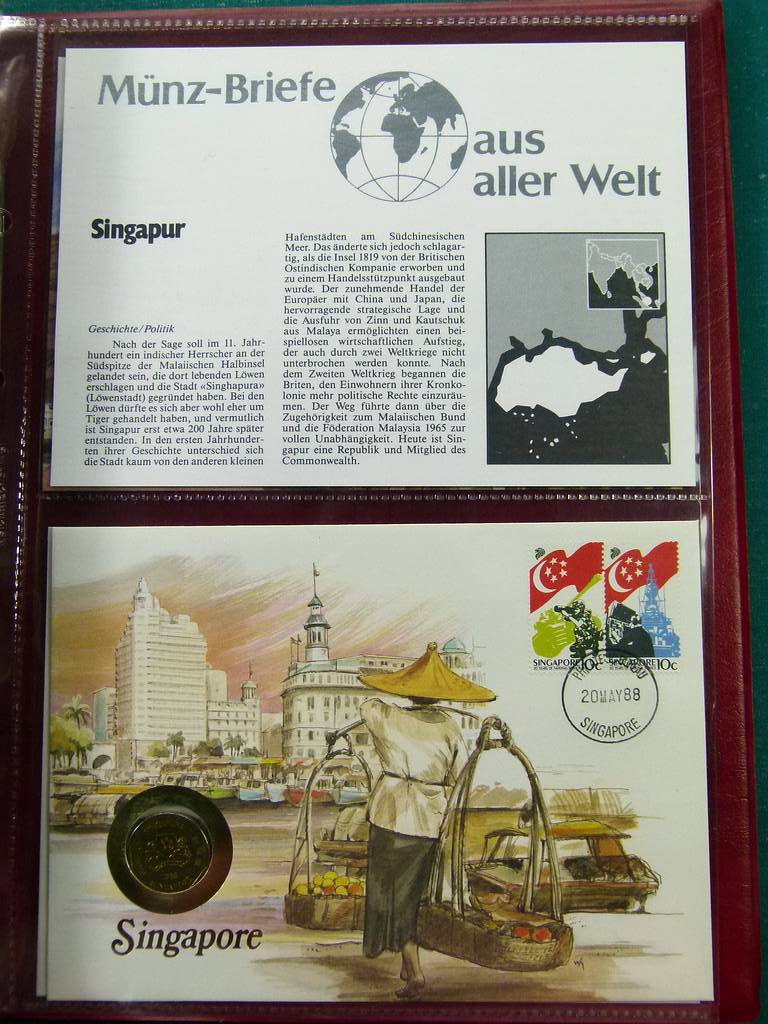 Münz-Briefe
aus
aller Welt
Singapur
Geschichte/Politik
Nach der Sage soll im 11. Jahr-
hundert ein indischer Herrscher an der
Südspitze der Malaiischen Halbinsel
gelandet sein, die dort lebenden Löwen
erschlagen und die Stadt «Singhapura»
(Löwenstadt) gegründet haben. Bei den
Löwen dürfte es sich aber wohl eher um
Tiger gehandelt haben, und vermutlich
ist Singapur erst etwa 200 Jahre später
entstanden. In den ersten Jahrhunder-
ten ihrer Geschichte unterschied sich
die Stadt kaum von den anderen kleinen
Hafenstädten am Südchinesischen
Meer. Das änderte sich jedoch schlagar-
tig, als die Insel 1819 von der Britischen
Ostindischen Kompanie erworben und
zu einem Handelsstützpunkt ausgebaut
wurde. Der zunehmende Handel der
Europäer mit China und Japan, die
hervorragende strategische Lage und
die Ausfuhr von Zinn und Kautschuk
aus Malaya ermöglichten einen bei-
spiellosen wirtschaftlichen Aufstieg,
der auch durch zwei Weltkriege nicht
unterbrochen werden konnte. Nach
dem Zweiten Weltkrieg begannen die
Briten, den Einwohnern ihrer Kronko-
lonie mehr politische Rechte einzuräu-
men. Der Weg führte dann über die
Zugehörigkeit zum Malaiischen Bund
und die Föderation Malaysia 1965 zur
vollen Unabhängigkeit. Heute ist Sin-
gapur eine Republik und Mitglied des
Commonwealth.
SINGAPORE 10c
SINGAPORE 10c
20MAY88
SINGAPORE
Singapore